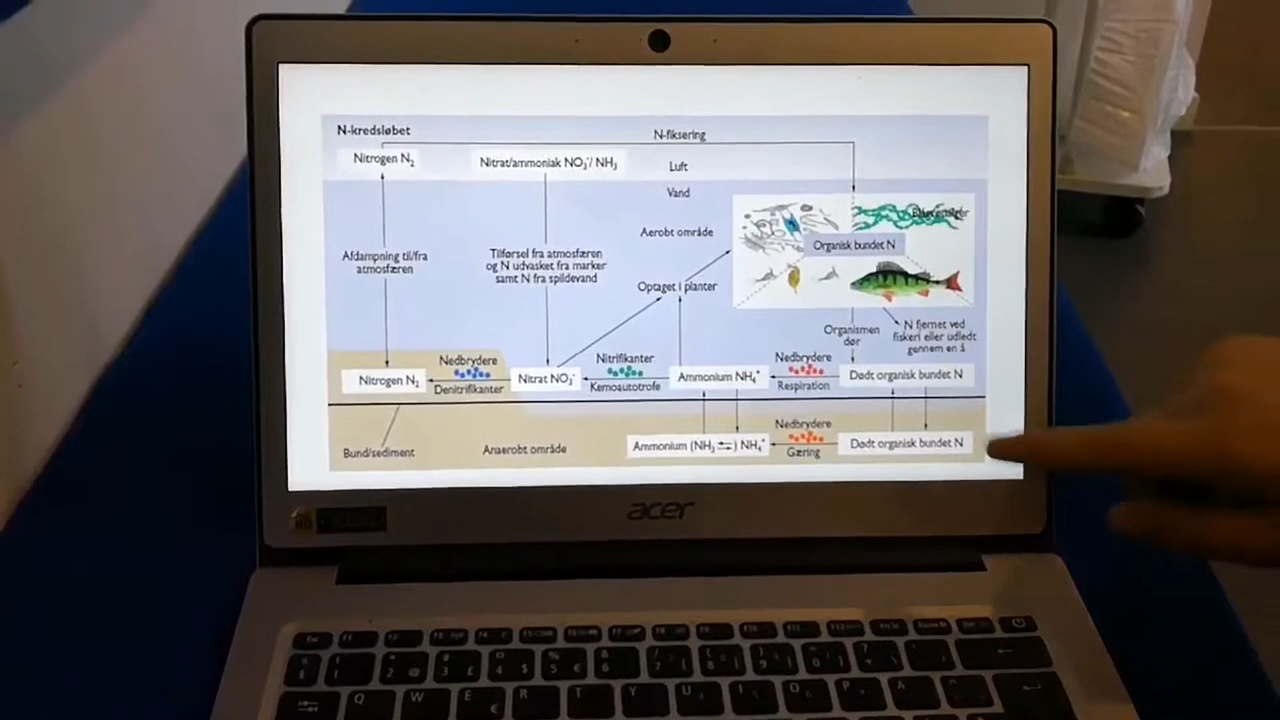 N-kredsløbet
N-fiksering
Nitrogen N₂
Nitrat/ammoniak NO₃⁻/ NH₃
Luft
Vand
Aerobt område
Organisk bundet N
Afdampning til/fra
atmosfæren
Tilførsel fra atmosfæren
og N udvasket fra marker
samt N fra spildevand
Optaget i planter
Organismen
dør
N fjernet ved
fiskeri eller udledt
gennem en å
Nedbrydere
Denitrifikanter
Nitrifikanter
Kemoautotrofe
Nedbrydere
Respiration
Nitrogen N₂
Nitrat NO₃⁻
Ammonium NH₄⁺
Dødt organisk bundet N
Nedbrydere
Gæring
Ammonium (NH₃ ⇆) NH₄⁺
Dødt organisk bundet N
Bund/sediment
Anaerobt område
acer
Q W E R T Y U I O P Å